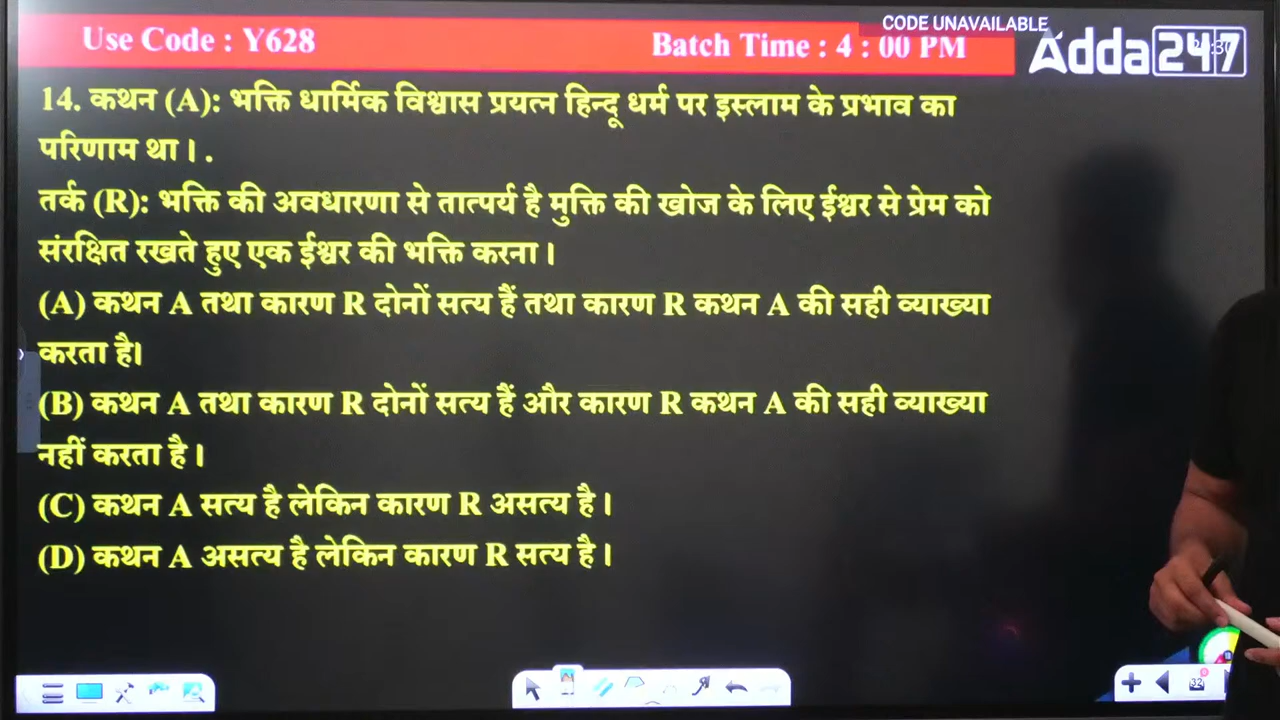 CODE UNAVAILABLE
Use Code : Y628
Batch Time : 4 : 00 PM
Adda 247
14. कथन (A): भक्ति धार्मिक विश्वास प्रयत्न हिन्दू धर्म पर इस्लाम के प्रभाव का
परिणाम था। .
तर्क (R): भक्ति की अवधारणा से तात्पर्य है मुक्ति की खोज के लिए ईश्वर से प्रेम को
संरक्षित रखते हुए एक ईश्वर की भक्ति करना।
(A) कथन A तथा कारण R दोनों सत्य हैं तथा कारण R कथन A की सही व्याख्या
करता है।
(B) कथन A तथा कारण R दोनों सत्य हैं और कारण R कथन A की सही व्याख्या
नहीं करता है।
(C) कथन A सत्य है लेकिन कारण R असत्य है।
(D) कथन A असत्य है लेकिन कारण R सत्य है।
32